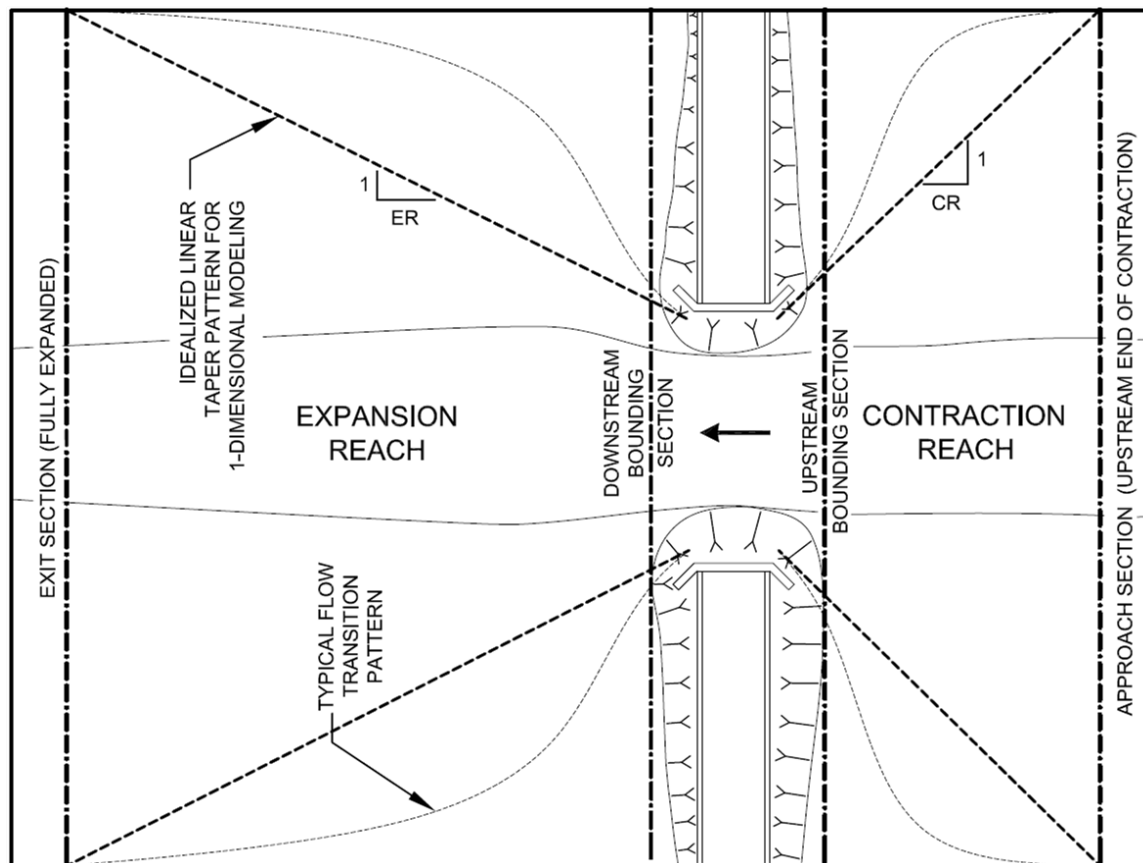 EXIT SECTION (FULLY EXPANDED)
IDEALIZED LINEAR
TAPER PATTERN FOR
1-DIMENSIONAL MODELING
1
ER
EXPANSION
REACH
TYPICAL FLOW
TRANSITION
PATTERN
DOWNSTREAM
BOUNDING
SECTION
UPSTREAM
BOUNDING SECTION
1
CR
CONTRACTION
REACH
APPROACH SECTION (UPSTREAM END OF CONTRACTION)